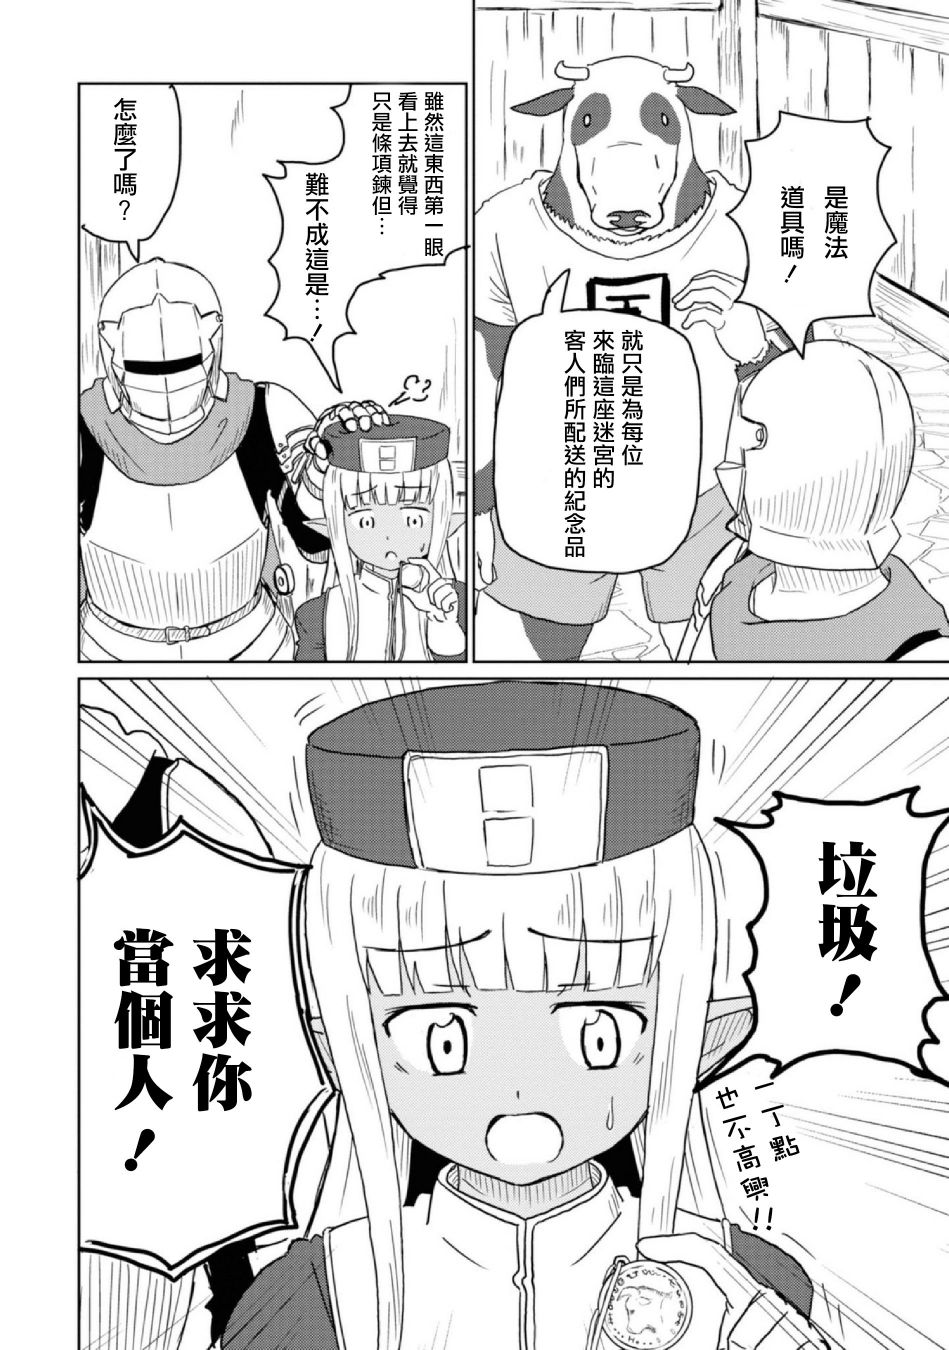 是魔法
道具嗎！
就只是為每位
來臨這座迷宮的
客人們所配送的紀念品
雖然這東西第一眼
看上去就覺得
只是條項鍊但…
難不成這是…！
怎麼了嗎？
垃圾！
一丁點
也不高興！！
求求你
當個人！